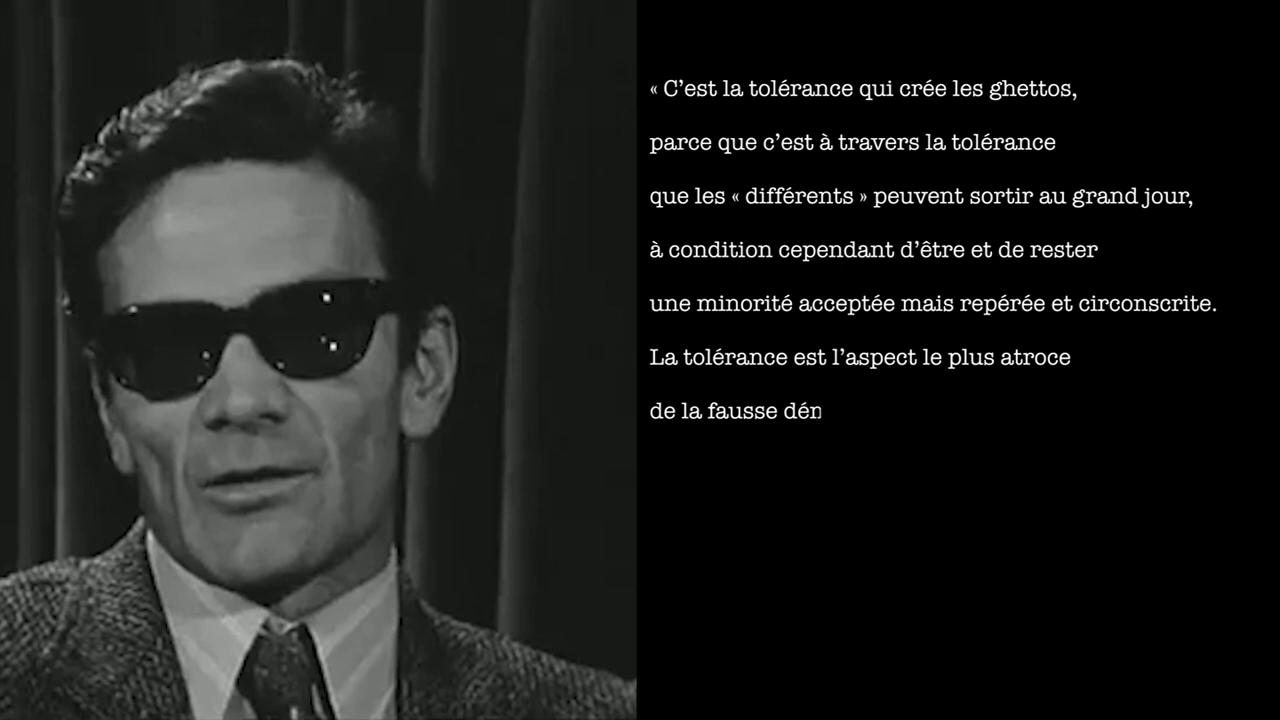 « C’est la tolérance qui crée les ghettos,
parce que c’est à travers la tolérance
que les « différents » peuvent sortir au grand jour,
à condition cependant d’être et de rester
une minorité acceptée mais repérée et circonscrite.
La tolérance est l’aspect le plus atroce
de la fausse dén